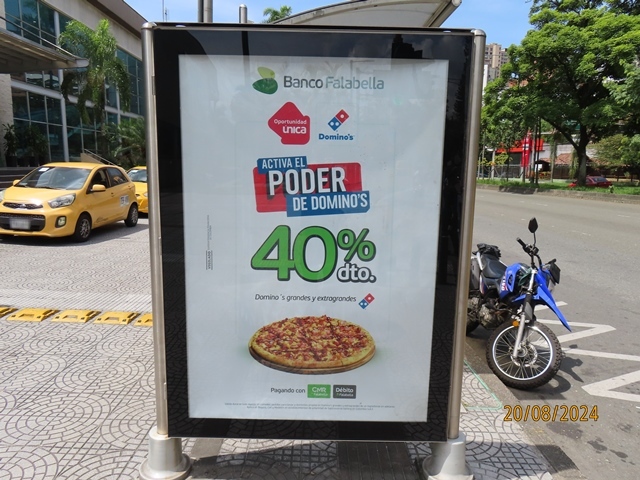 Banco Falabella
Oportunidad
única
Domino's
ACTIVA EL
PODER
DE DOMINO'S
40%
dto.
Domino´s grandes y extragrandes
Pagando con CMR Débito
20/08/2024